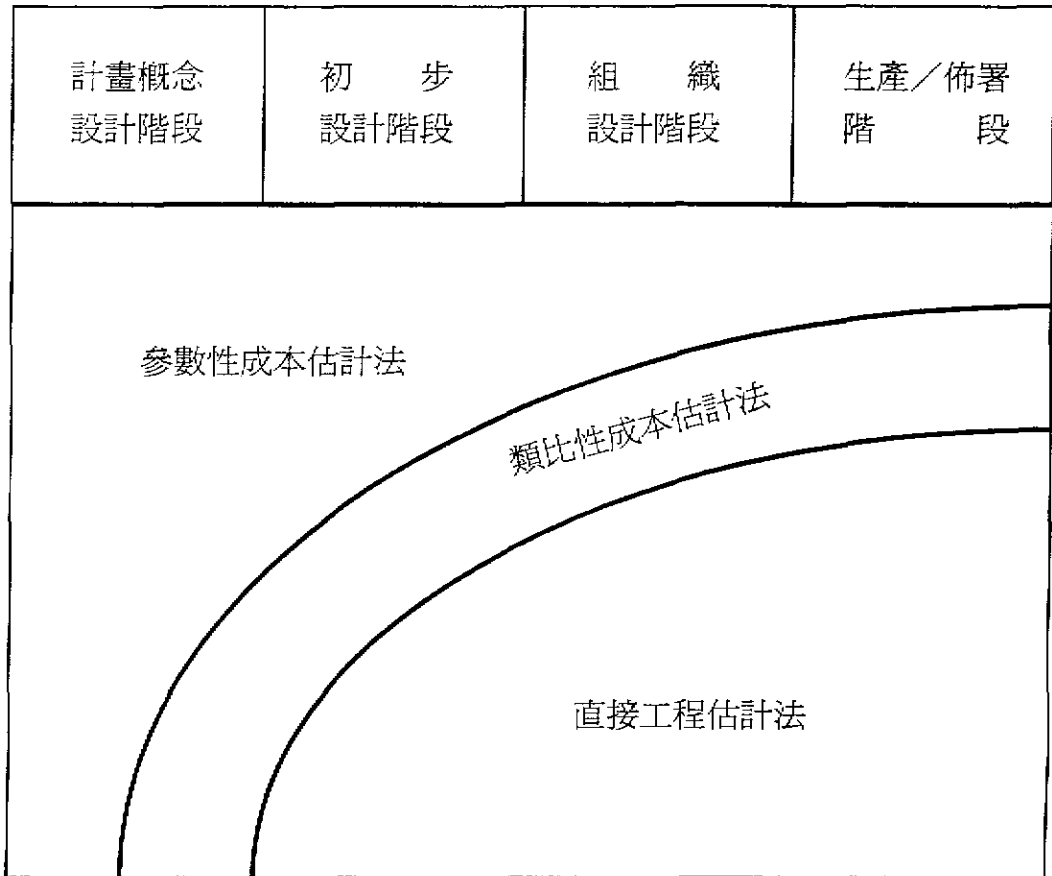 計畫概念
設計階段
初步
設計階段
組織
設計階段
生產／佈署
階段
參數性成本估計法
類比性成本估計法
直接工程估計法